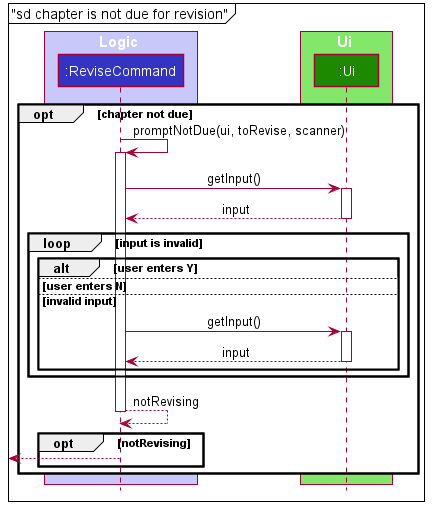 "sd chapter is not due for revision"
Logic
Ui
:ReviseCommand
:Ui
opt
[chapter not due]
promptNotDue(ui, toRevise, scanner)
getInput()
input
loop
[input is invalid]
alt
[user enters Y]
[user enters N]
[invalid input]
getInput()
input
notRevising
opt
[notRevising]